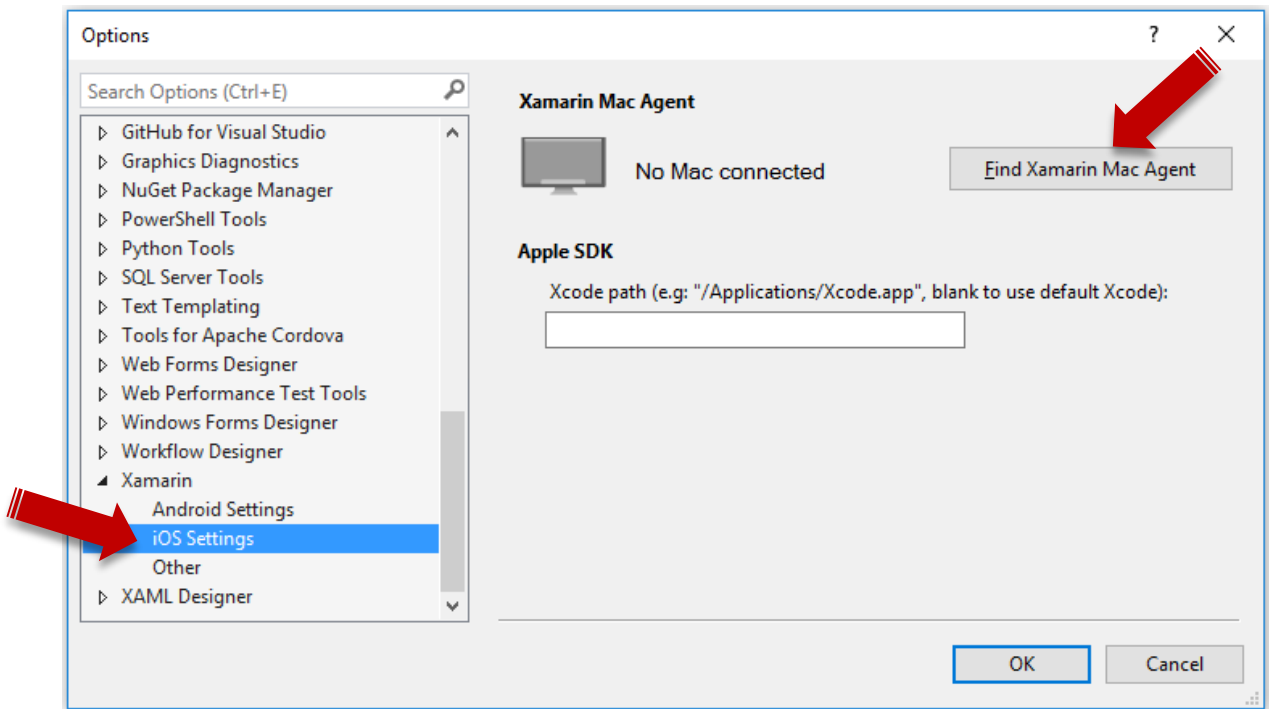 Options
?
Search Options (Ctrl+E)
GitHub for Visual Studio
Graphics Diagnostics
NuGet Package Manager
PowerShell Tools
Python Tools
SQL Server Tools
Text Templating
Tools for Apache Cordova
Web Forms Designer
Web Performance Test Tools
Windows Forms Designer
Workflow Designer
Xamarin
Android Settings
iOS Settings
Other
XAML Designer
Xamarin Mac Agent
No Mac connected
Find Xamarin Mac Agent
Apple SDK
Xcode path (e.g: "/Applications/Xcode.app", blank to use default Xcode):
OK
Cancel